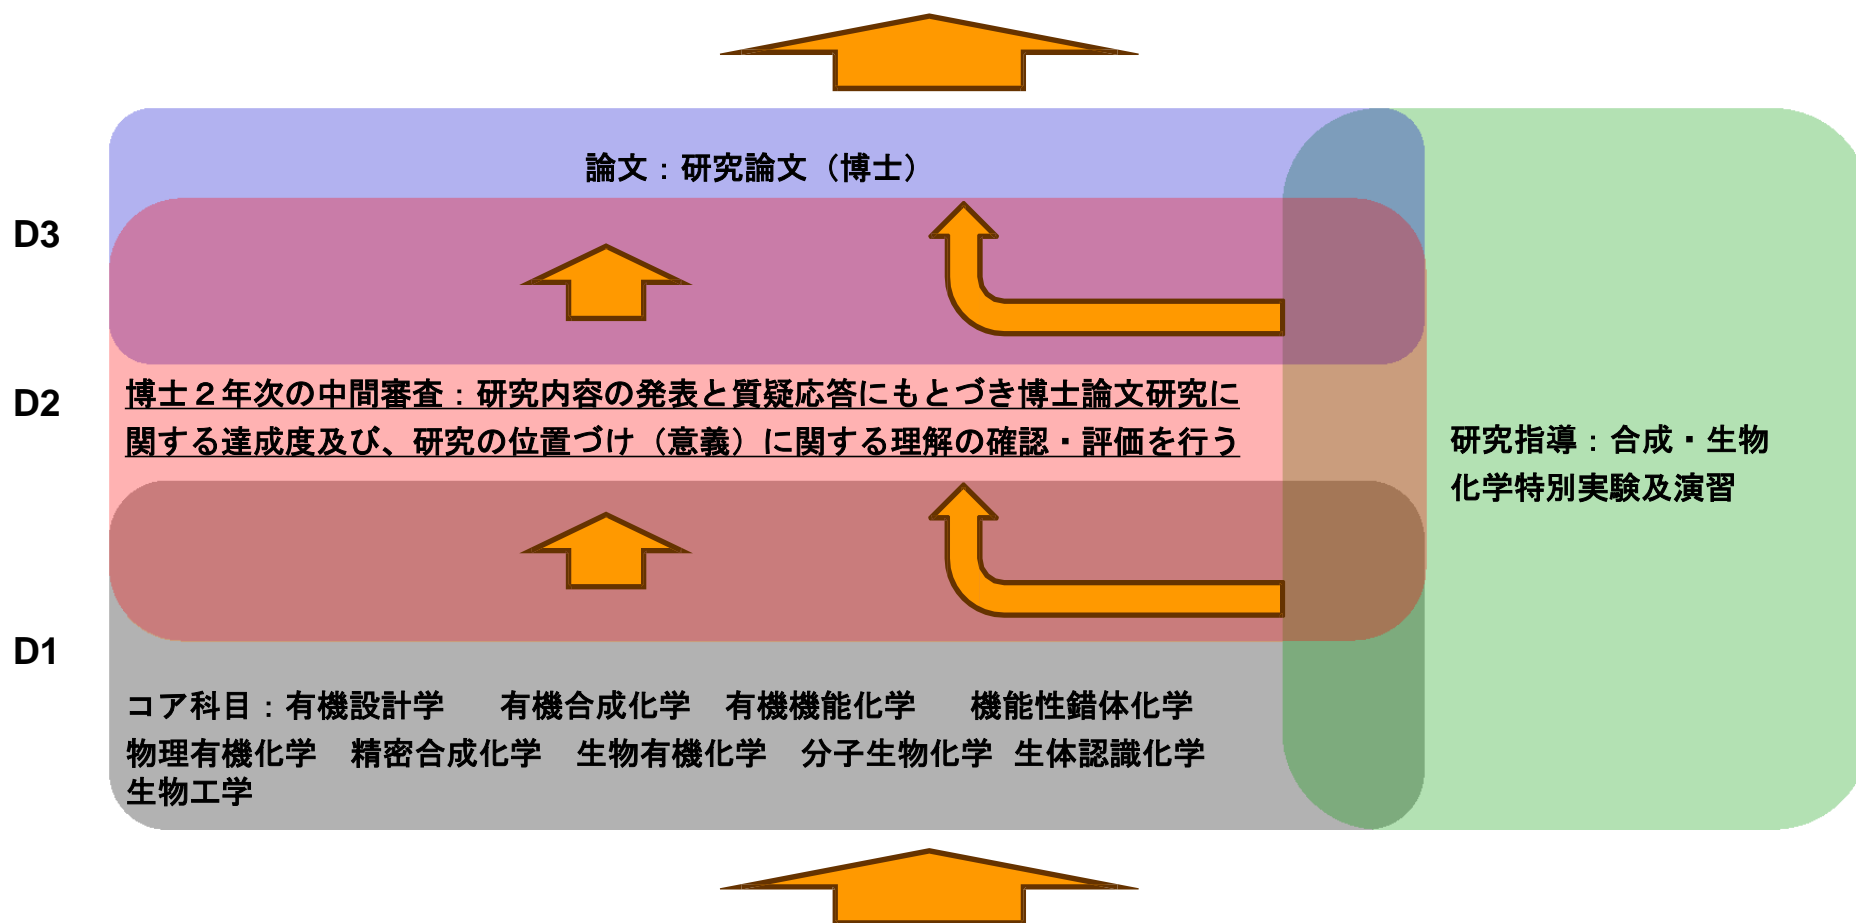 論文：研究論文（博士）
D3
D2
博士２年次の中間審査：研究内容の発表と質疑応答にもとづき博士論文研究に
関する達成度及び、研究の位置づけ（意義）に関する理解の確認・評価を行う
研究指導：合成・生物
化学特別実験及演習
D1
コア科目：有機設計学　有機合成化学　有機機能化学　機能性錯体化学
物理有機化学　精密合成化学　生物有機化学　分子生物化学　生体認識化学
生物工学